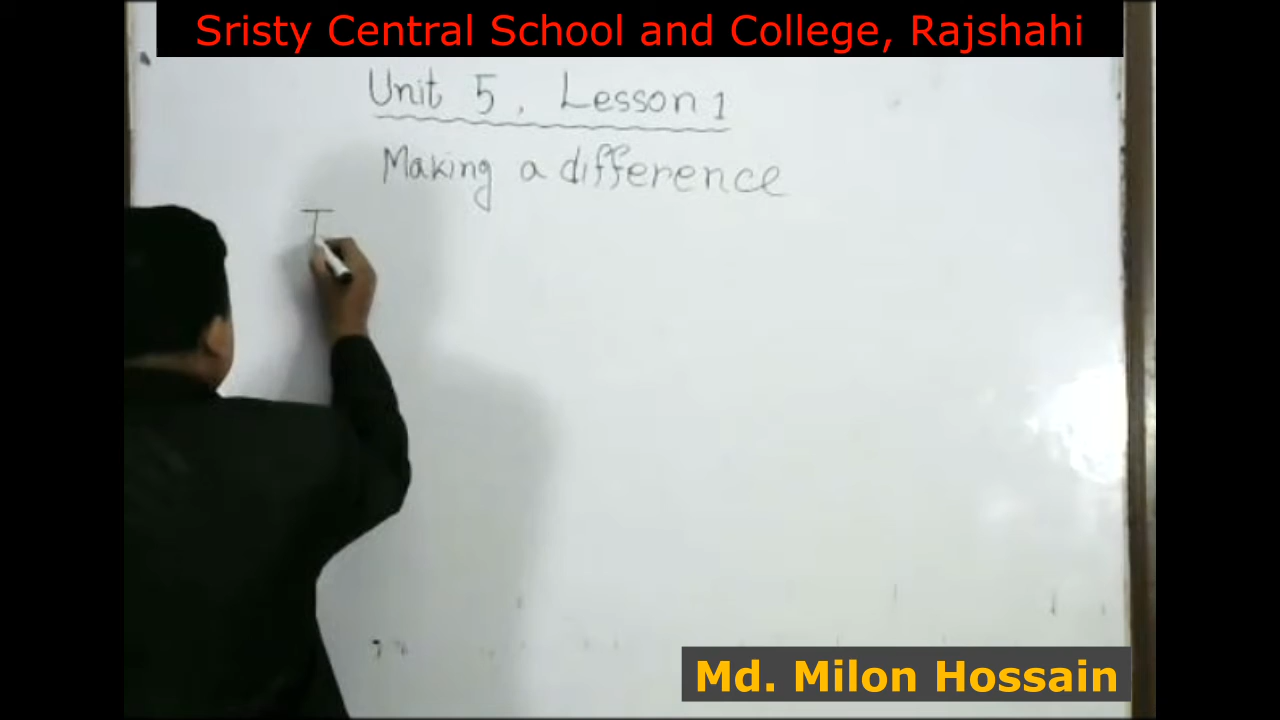 Sristy Central School and College, Rajshahi
Unit 5, Lesson 1
Making a difference
T
Md. Milon Hossain